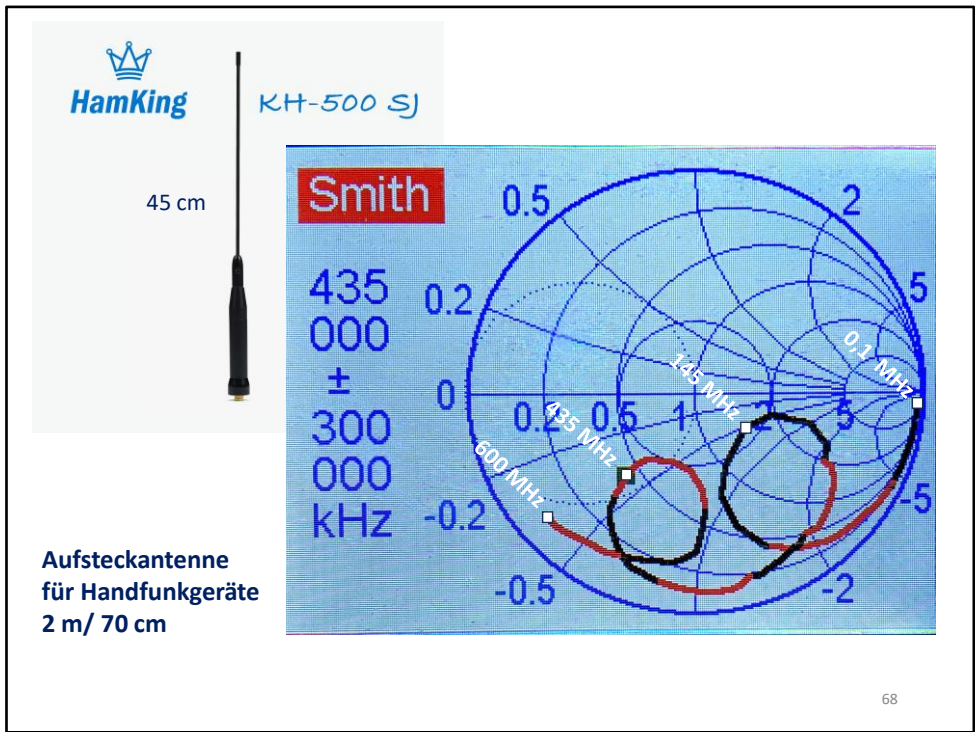 HamKing
KH-500 SJ
45 cm
Smith
435
000
±
300
000
kHz
0.5
2
0.2
5
0
0.2
0.5
1
2
5
-0.2
-5
-0.5
-2
0,1 MHz
145 MHz
435 MHz
600 MHz
Aufsteckantenne
für Handfunkgeräte
2 m/ 70 cm
68